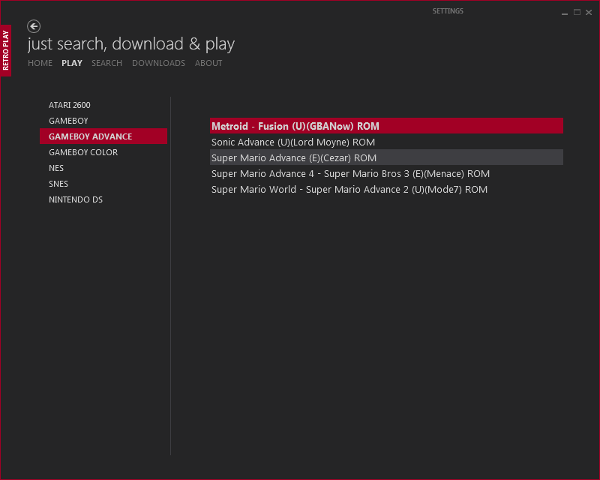 SETTINGS
RETRO PLAY
just search, download & play
HOME PLAY SEARCH DOWNLOADS ABOUT
ATARI 2600
GAMEBOY
GAMEBOY ADVANCE
GAMEBOY COLOR
NES
SNES
NINTENDO DS
Metroid - Fusion (U)(GBANow) ROM
Sonic Advance (U)(Lord Moyne) ROM
Super Mario Advance (E)(Cezar) ROM
Super Mario Advance 4 - Super Mario Bros 3 (E)(Menace) ROM
Super Mario World - Super Mario Advance 2 (U)(Mode7) ROM